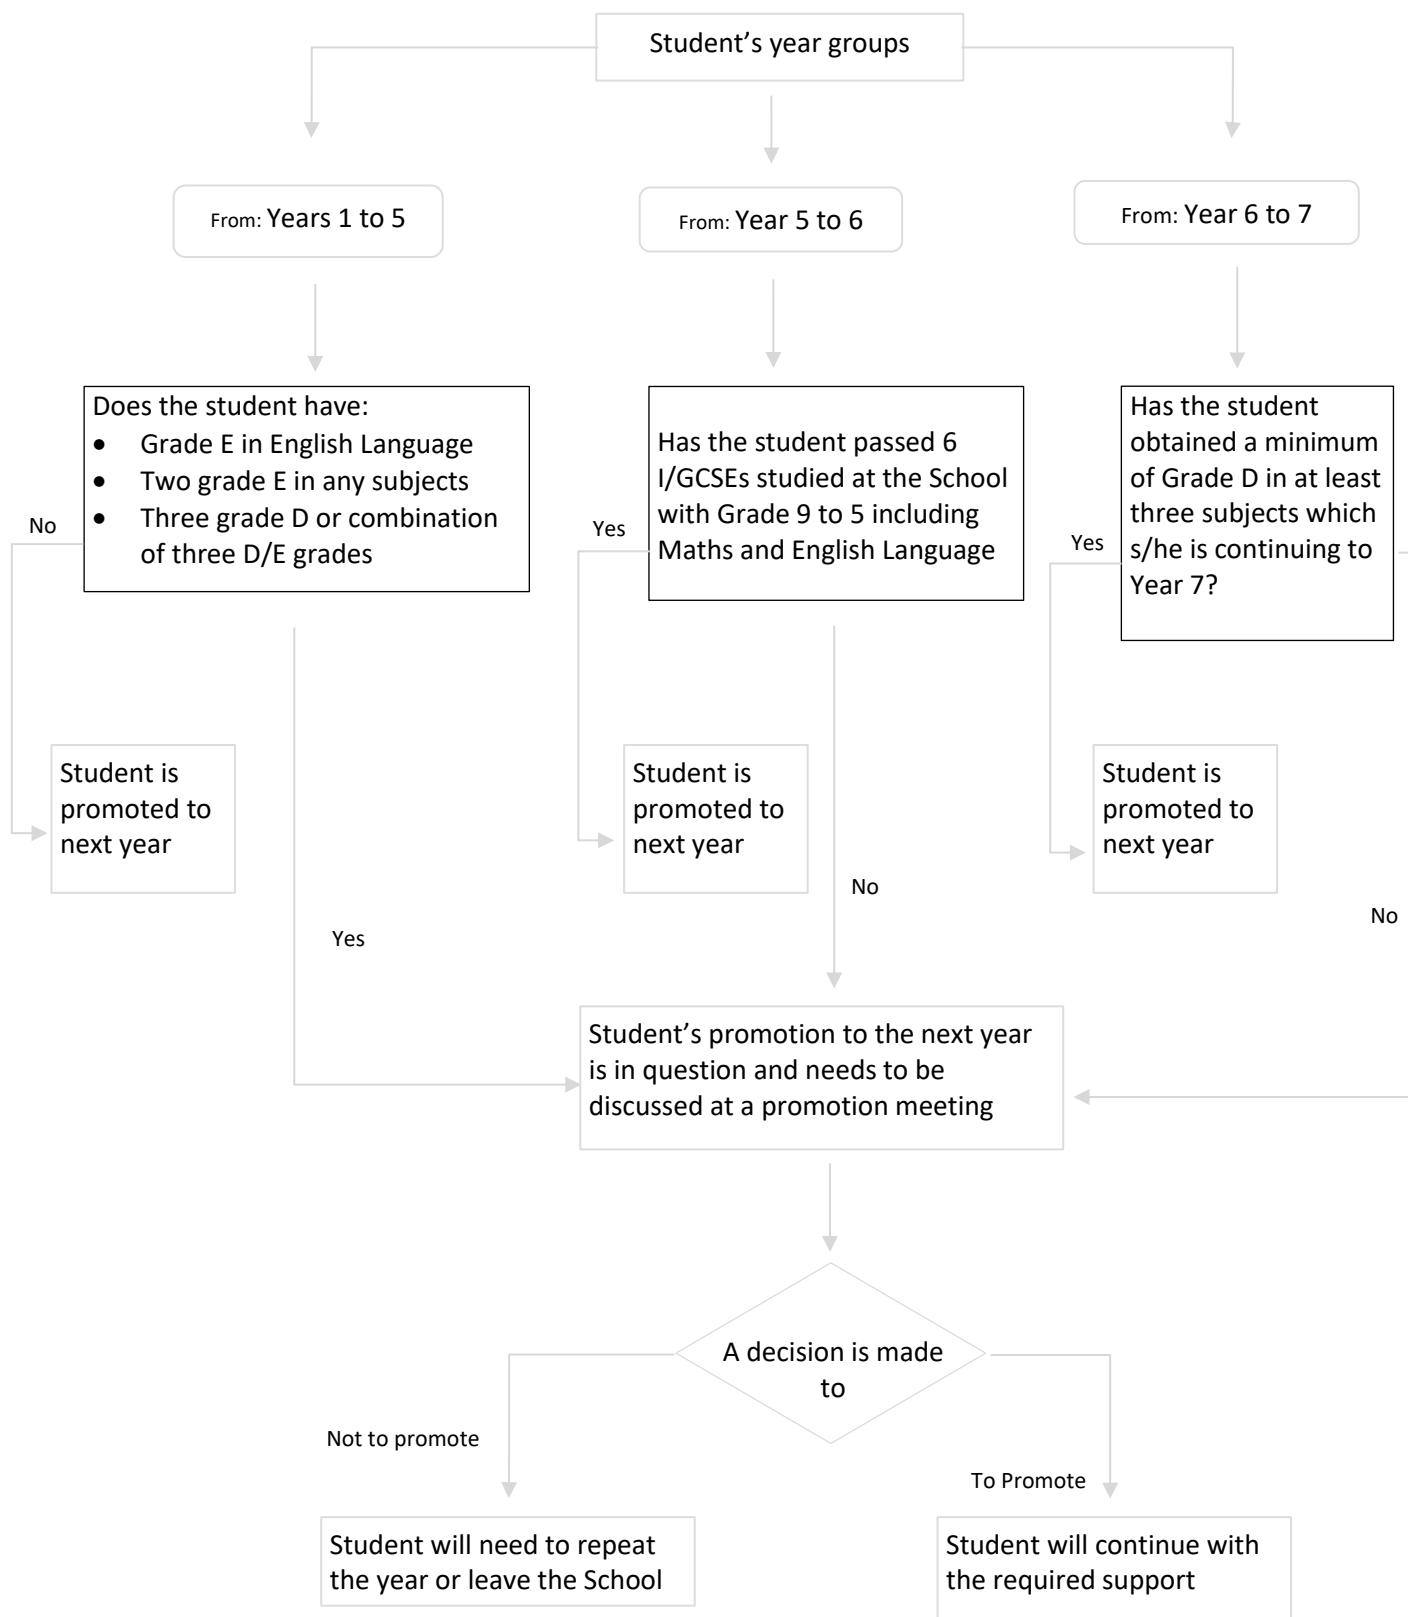 Student’s year groups
From: Years 1 to 5
From: Year 5 to 6
From: Year 6 to 7
Does the student have:
• Grade E in English Language
• Two grade E in any subjects
• Three grade D or combination
of three D/E grades
No
Has the student passed 6
I/GCSEs studied at the School
with Grade 9 to 5 including
Maths and English Language
Yes
Has the student
obtained a minimum
of Grade D in at least
three subjects which
s/he is continuing to
Year 7?
Yes
Student is
promoted to
next year
Student is
promoted to
next year
Student is
promoted to
next year
Yes
No
No
Student’s promotion to the next year
is in question and needs to be
discussed at a promotion meeting
A decision is made
to
Not to promote
To Promote
Student will need to repeat
the year or leave the School
Student will continue with
the required support